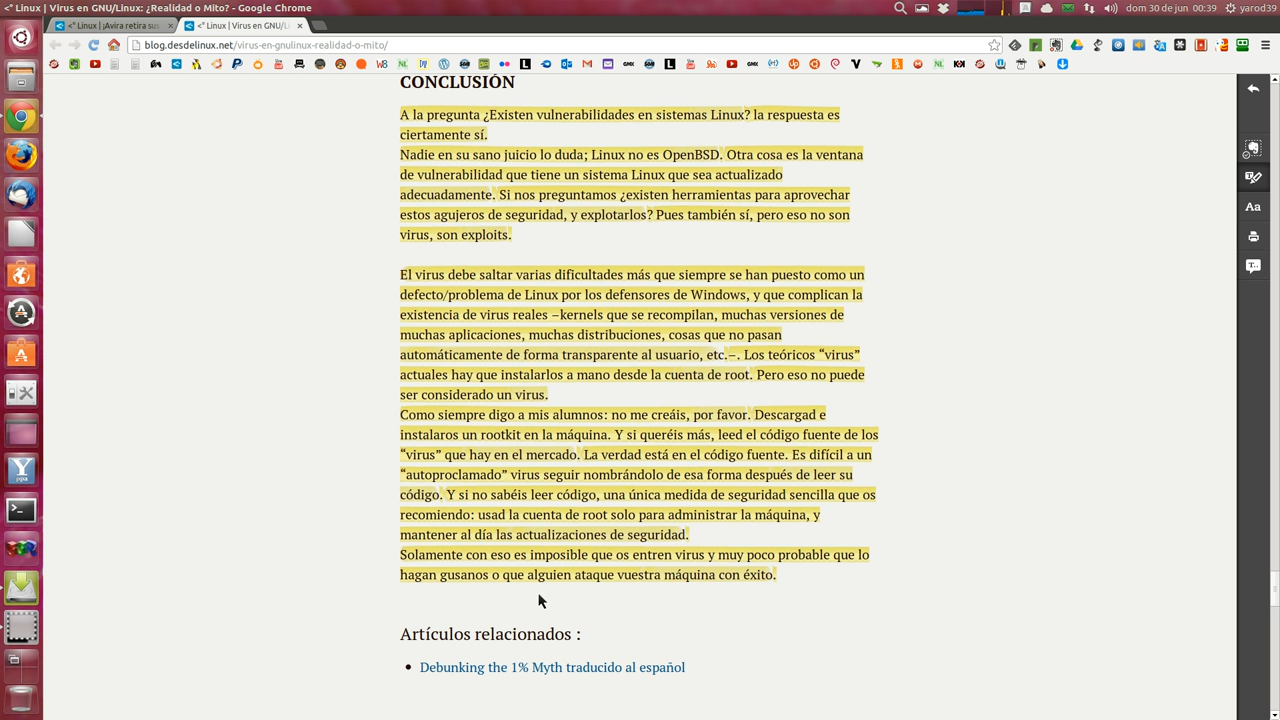 <° Linux | Virus en GNU/Linux: ¿Realidad o Mito? - Google Chrome
dom 30 de jun 00:39
yarod39
<° Linux | ¡Avira retira su
<° Linux | Virus en GNU/Li
blog.desdelinux.net/virus-en-gnulinux-realidad-o-mito/
CONCLUSIÓN
A la pregunta ¿Existen vulnerabilidades en sistemas Linux? la respuesta es
ciertamente sí.
Nadie en su sano juicio lo duda; Linux no es OpenBSD. Otra cosa es la ventana
de vulnerabilidad que tiene un sistema Linux que sea actualizado
adecuadamente. Si nos preguntamos ¿existen herramientas para aprovechar
estos agujeros de seguridad, y explotarlos? Pues también sí, pero eso no son
virus, son exploits.
El virus debe saltar varias dificultades más que siempre se han puesto como un
defecto/problema de Linux por los defensores de Windows, y que complican la
existencia de virus reales –kernels que se recompilan, muchas versiones de
muchas aplicaciones, muchas distribuciones, cosas que no pasan
automáticamente de forma transparente al usuario, etc.–. Los teóricos “virus”
actuales hay que instalarlos a mano desde la cuenta de root. Pero eso no puede
ser considerado un virus.
Como siempre digo a mis alumnos: no me creáis, por favor. Descargad e
instalaros un rootkit en la máquina. Y si queréis más, leed el código fuente de los
“virus” que hay en el mercado. La verdad está en el código fuente. Es difícil a un
“autoproclamado” virus seguir nombrándolo de esa forma después de leer su
código. Y si no sabéis leer código, una única medida de seguridad sencilla que os
recomiendo: usad la cuenta de root solo para administrar la máquina, y
mantener al día las actualizaciones de seguridad.
Solamente con eso es imposible que os entren virus y muy poco probable que lo
hagan gusanos o que alguien ataque vuestra máquina con éxito.
Artículos relacionados :
Debunking the 1% Myth traducido al español
Aa